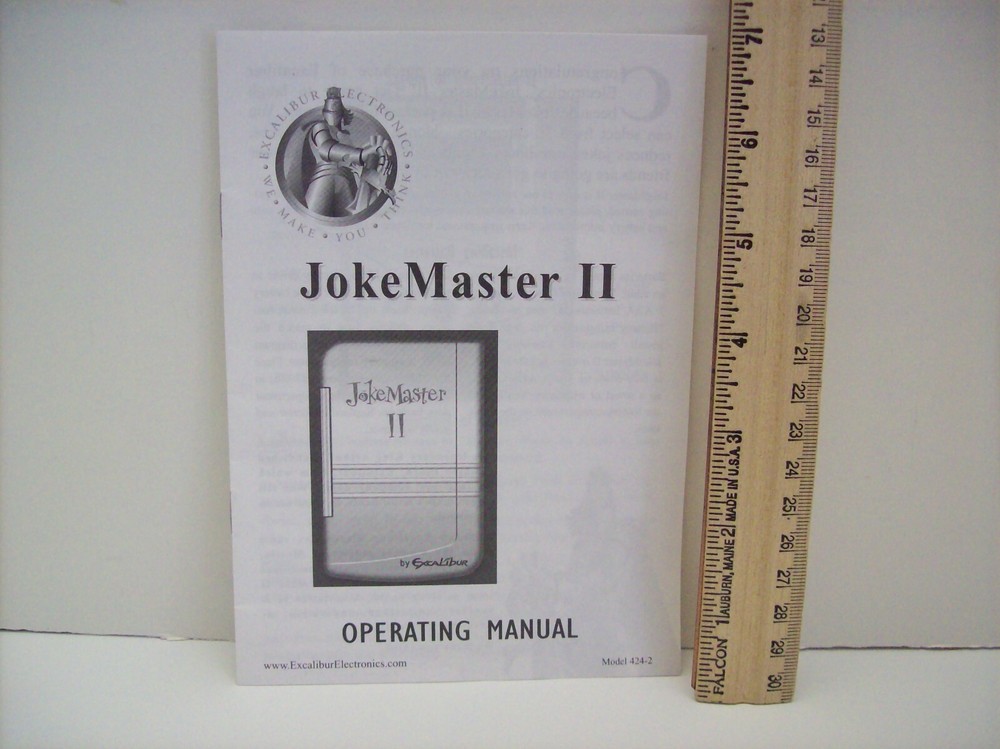 EXCALIBUR ELECTRONICS
• WE • MAKE • YOU • THINK •
JokeMaster II
JokeMaster
II
by Excalibur
OPERATING MANUAL
www.ExcaliburElectronics.com
Model 424-2
7
6
5
4
3
2
1
FALCON AUBURN, MAINE MADE IN U.S.A.
13
14
15
16
17
18
19
20
21
22
23
24
25
26
27
28
29
30